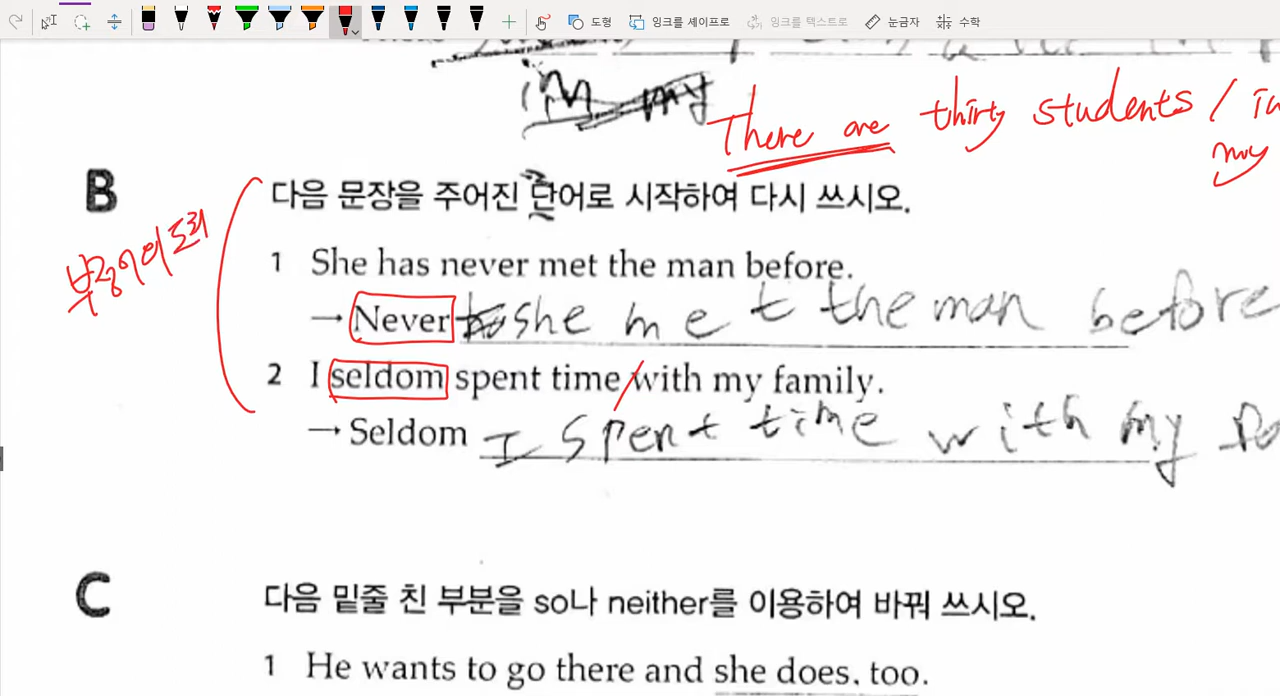 도형 잉크를 셰이프로 잉크를 텍스트로 눈금자 수학
in my
There are thirty students / in
my
B 다음 문장을 주어진 단어로 시작하여 다시 쓰시오.
부정어의 도치
1 She has never met the man before.
→ Never she met the man before
2 I seldom spent time / with my family.
→ Seldom I spent time with my fa
C 다음 밑줄 친 부분을 so나 neither를 이용하여 바꿔 쓰시오.
1 He wants to go there and she does, too.